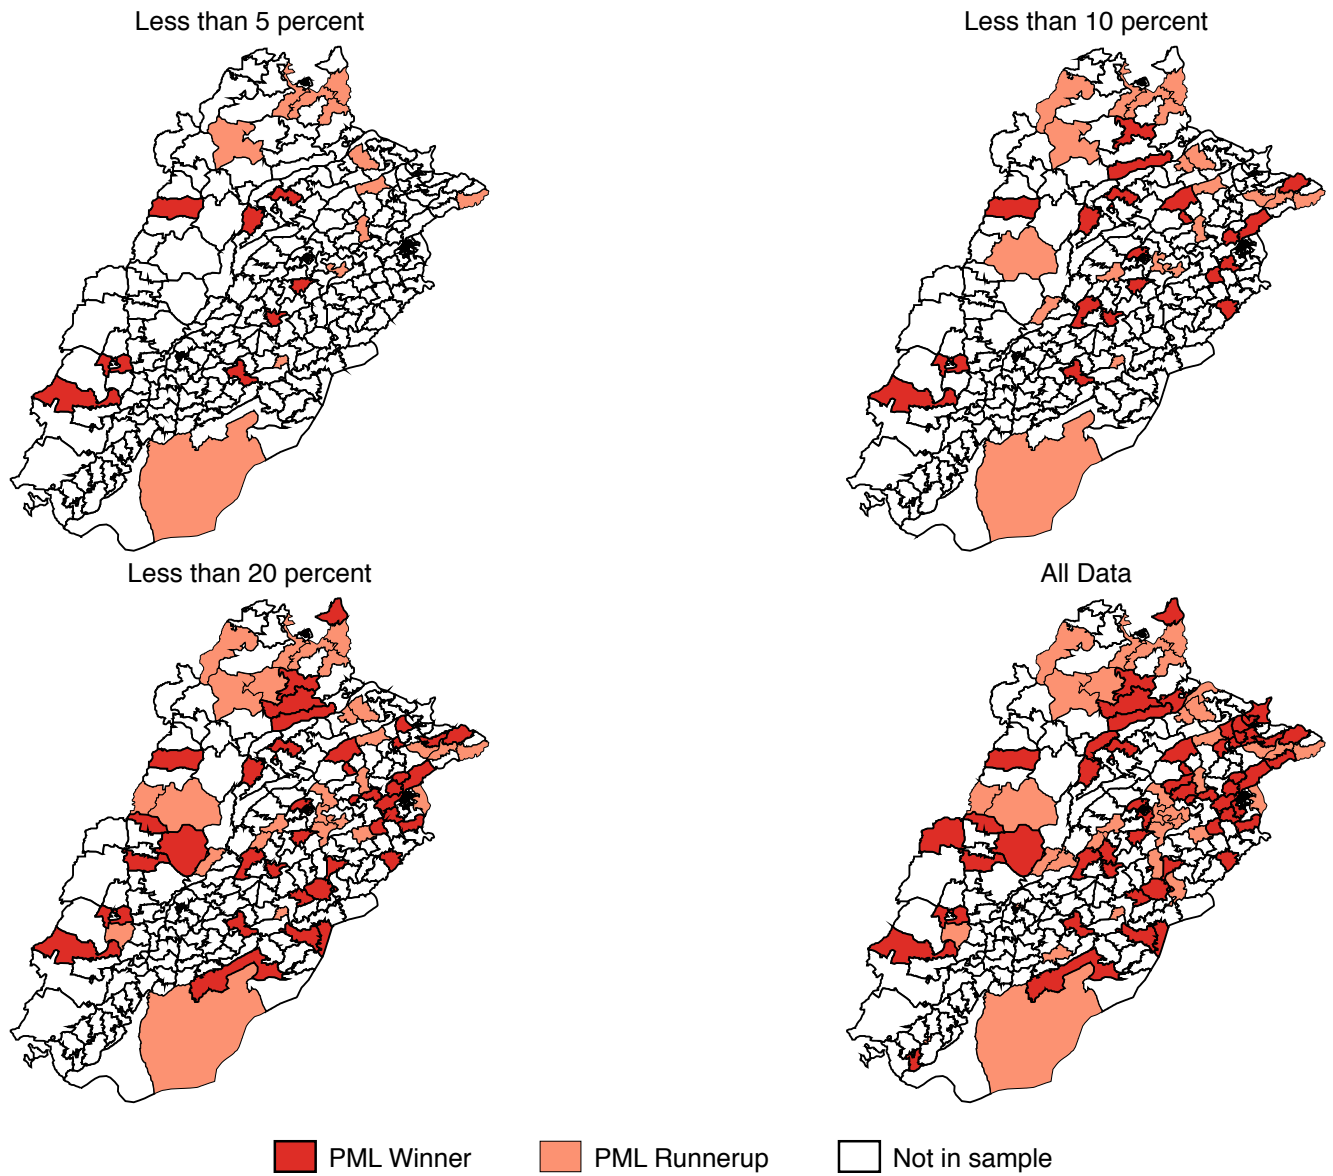 Less than 5 percent
Less than 10 percent
Less than 20 percent
All Data
PML Winner
PML Runnerup
Not in sample